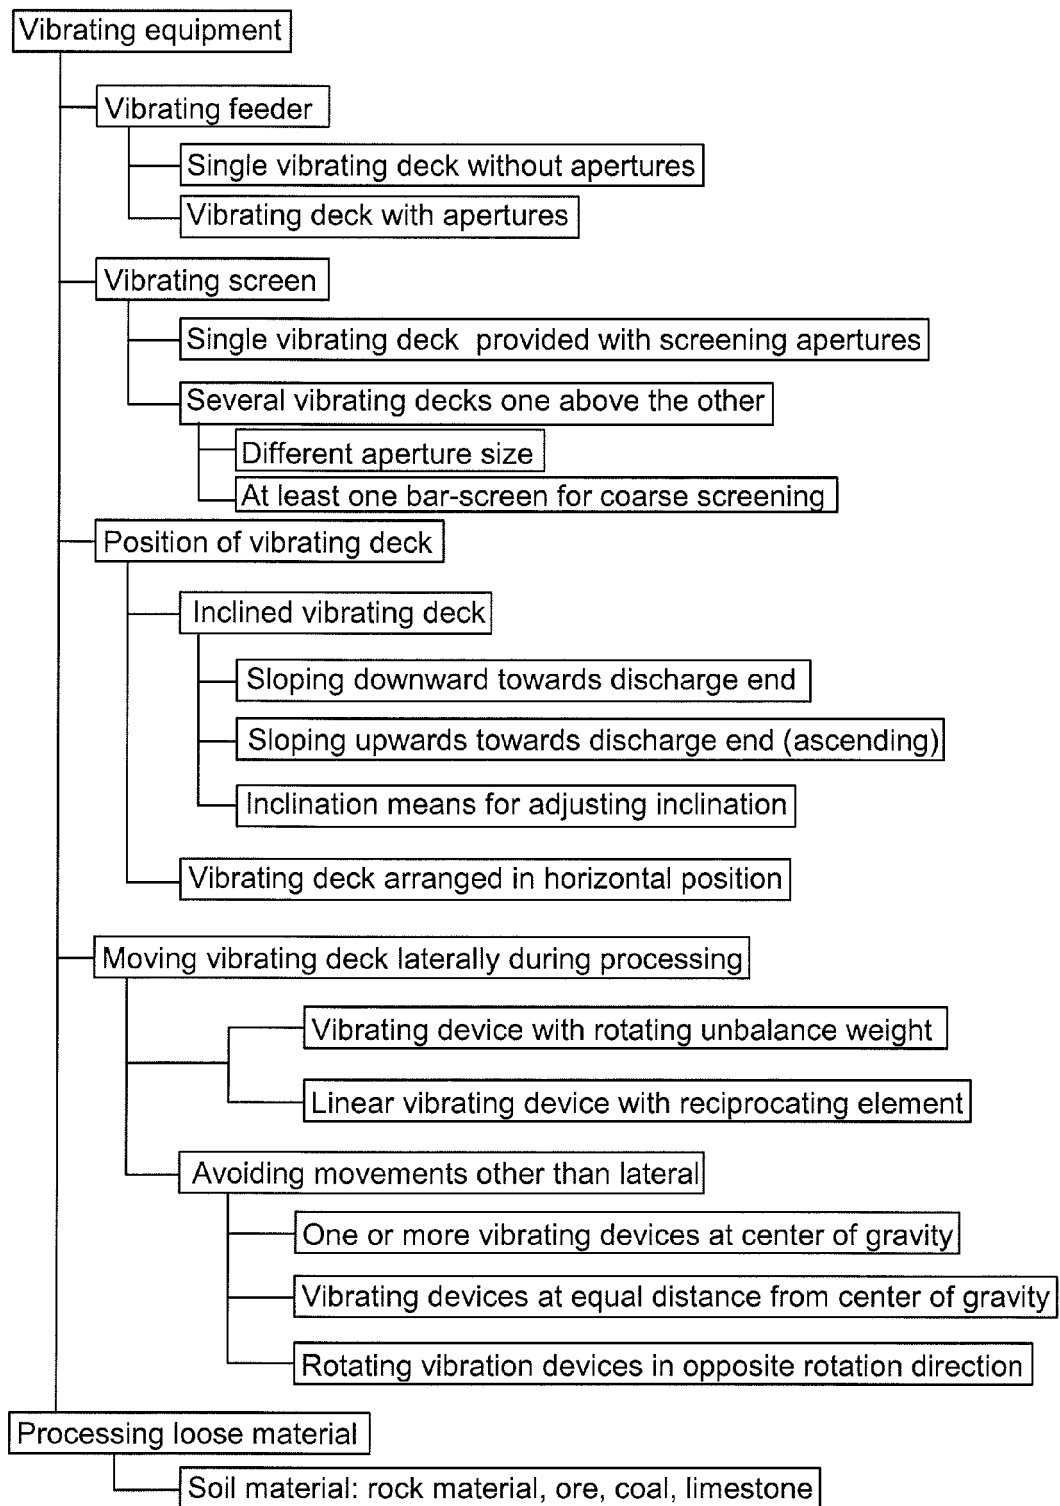 Vibrating equipment
Vibrating feeder
Single vibrating deck without apertures
Vibrating deck with apertures
Vibrating screen
Single vibrating deck provided with screening apertures
Several vibrating decks one above the other
Different aperture size
At least one bar-screen for coarse screening
Position of vibrating deck
Inclined vibrating deck
Sloping downward towards discharge end
Sloping upwards towards discharge end (ascending)
Inclination means for adjusting inclination
Vibrating deck arranged in horizontal position
Moving vibrating deck laterally during processing
Vibrating device with rotating unbalance weight
Linear vibrating device with reciprocating element
Avoiding movements other than lateral
One or more vibrating devices at center of gravity
Vibrating devices at equal distance from center of gravity
Rotating vibration devices in opposite rotation direction
Processing loose material
Soil material: rock material, ore, coal, limestone